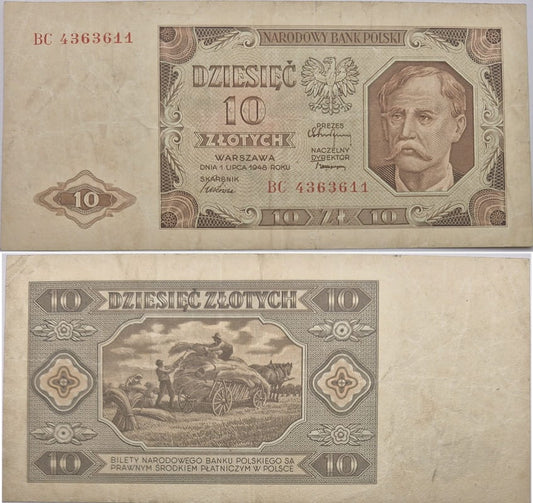 BC 4363611
NARODOWY BANK POLSKI
DZIESIĘĆ
10
ZŁOTYCH
WARSZAWA
DNIA 1 LIPCA 1948 ROKU
PREZES
NACZELNY
DYREKTOR
SKARBNIK
BC 4363611
10
10 ZŁ 10
10 DZIESIĘĆ ZŁOTYCH 10
BILETY NARODOWEGO BANKU POLSKIEGO SĄ
PRAWNYM ŚRODKIEM PŁATNICZYM W POLSCE
10 10